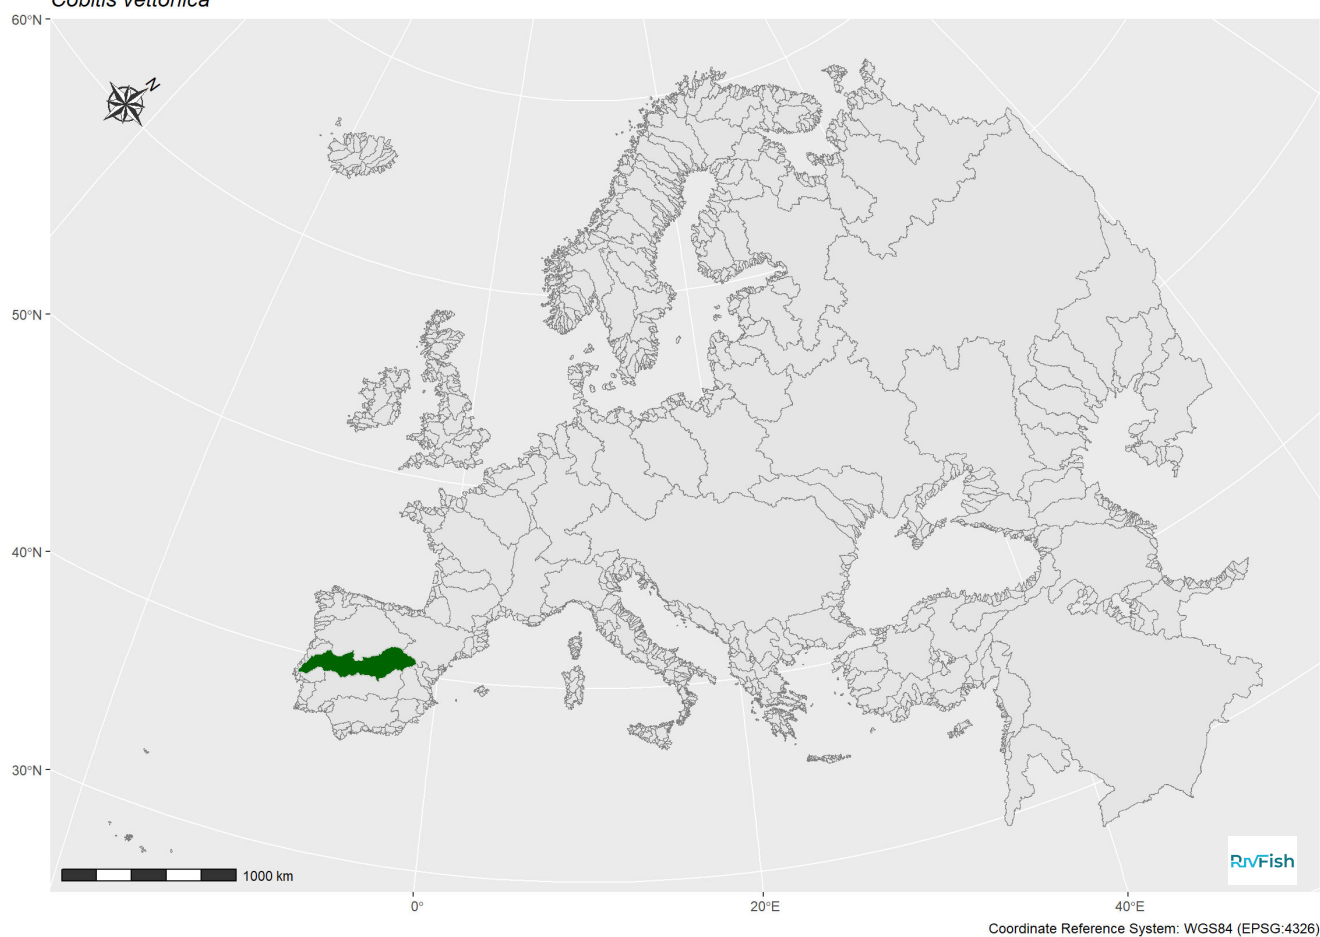 Cobitis vettonica
60°N
N
50°N
40°N
30°N
1000 km
RivFish
0°
20°E
40°E
Coordinate Reference System: WGS84 (EPSG:4326)